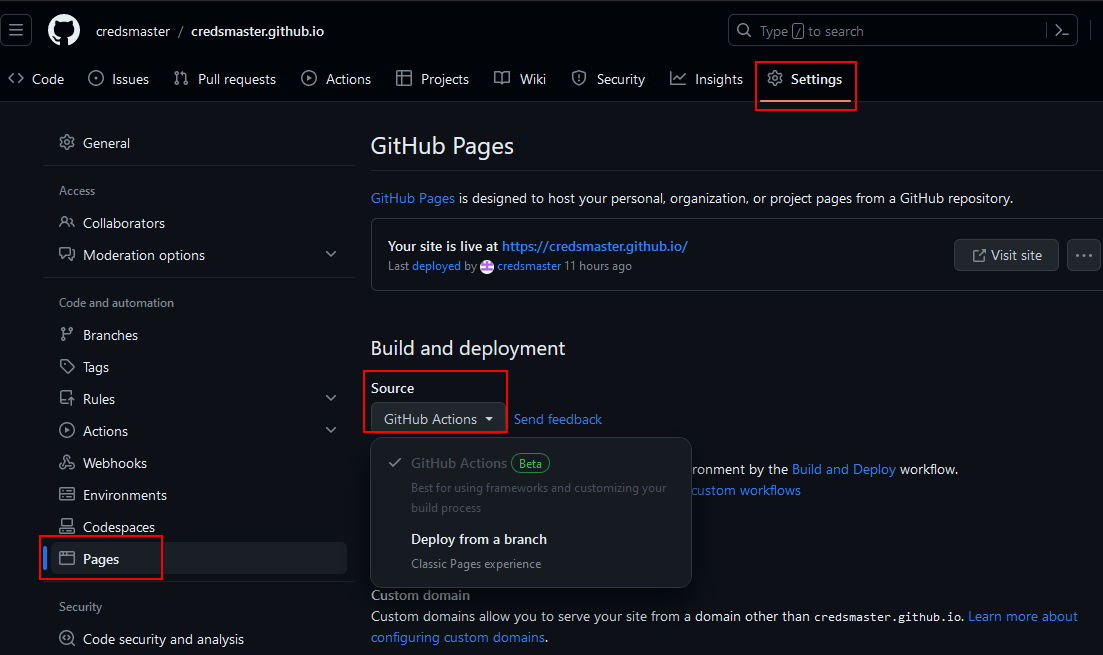 credsmaster / credsmaster.github.io
Type / to search
Code Issues Pull requests Actions Projects Wiki Security Insights Settings
General
Access
Collaborators
Moderation options
Code and automation
Branches
Tags
Rules
Actions
Webhooks
Environments
Codespaces
Pages
Security
Code security and analysis
GitHub Pages
GitHub Pages is designed to host your personal, organization, or project pages from a GitHub repository.
Your site is live at https://credsmaster.github.io/
Last deployed by credsmaster 11 hours ago
Visit site
Build and deployment
Source
GitHub Actions Send feedback
GitHub Actions Beta
Best for using frameworks and customizing your
build process
Deploy from a branch
Classic Pages experience
ronment by the Build and Deploy workflow.
custom workflows
Custom domain
Custom domains allow you to serve your site from a domain other than credsmaster.github.io. Learn more about
configuring custom domains.